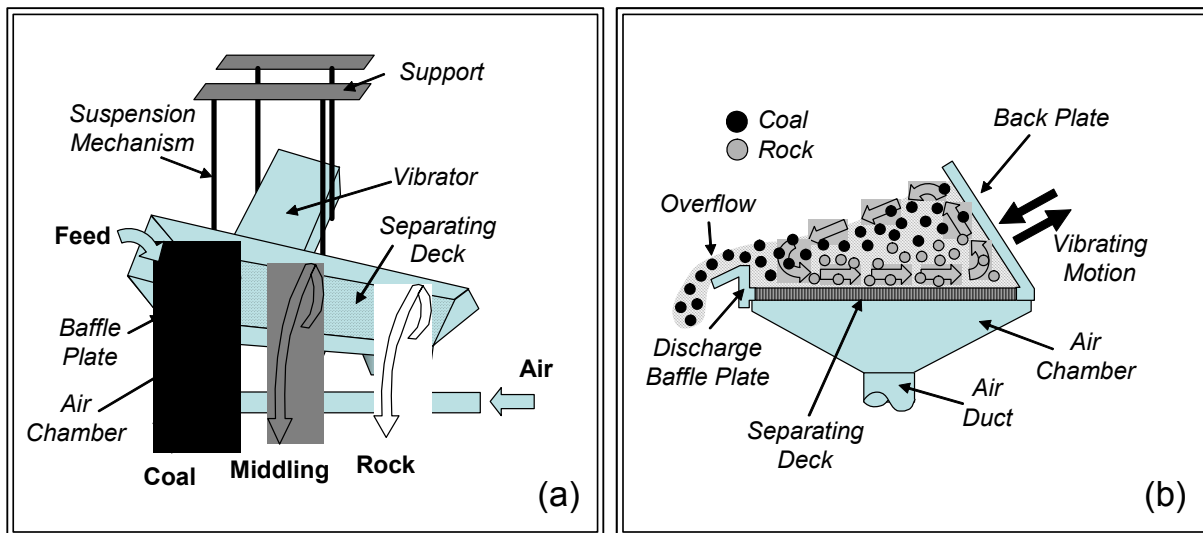 Support
Suspension
Mechanism
Vibrator
Separating
Deck
Feed
Baffle
Plate
Air
Chamber
Air
Coal
Middling
Rock
(a)
Coal
Rock
Back Plate
Overflow
Vibrating
Motion
Discharge
Baffle Plate
Air
Chamber
Air
Duct
Separating
Deck
(b)